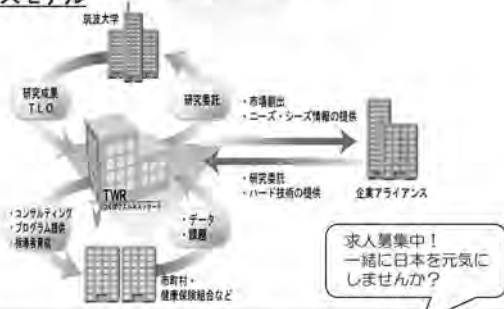 筑波大学
研究成果
TLO
研究委託
・市場創出
・ニーズ・シーズ情報の提供
・研究委託
・ハード技術の提供
企業アライアンス
TWR
・コンサルティング
・プログラム提供
・指導者育成
・データ
・課題
市町村・
健康保険組合など
求人募集中！
一緒に日本を元気に
しませんか？